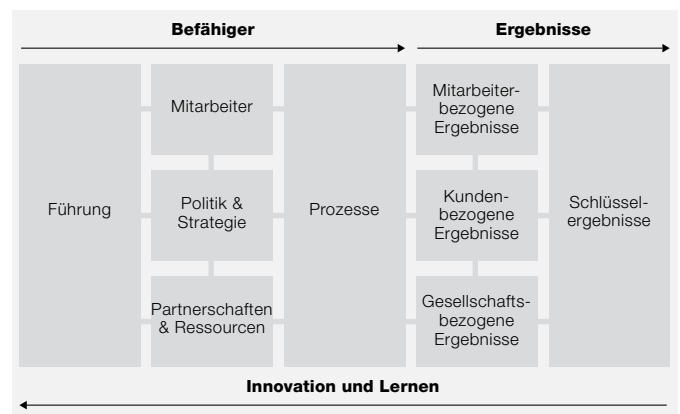 Befähiger
Ergebnisse
Führung
Mitarbeiter
Politik &
Strategie
Partnerschaften
& Ressourcen
Prozesse
Mitarbeiter-
bezogene
Ergebnisse
Kunden-
bezogene
Ergebnisse
Gesellschafts-
bezogene
Ergebnisse
Schlüssel-
ergebnisse
Innovation und Lernen